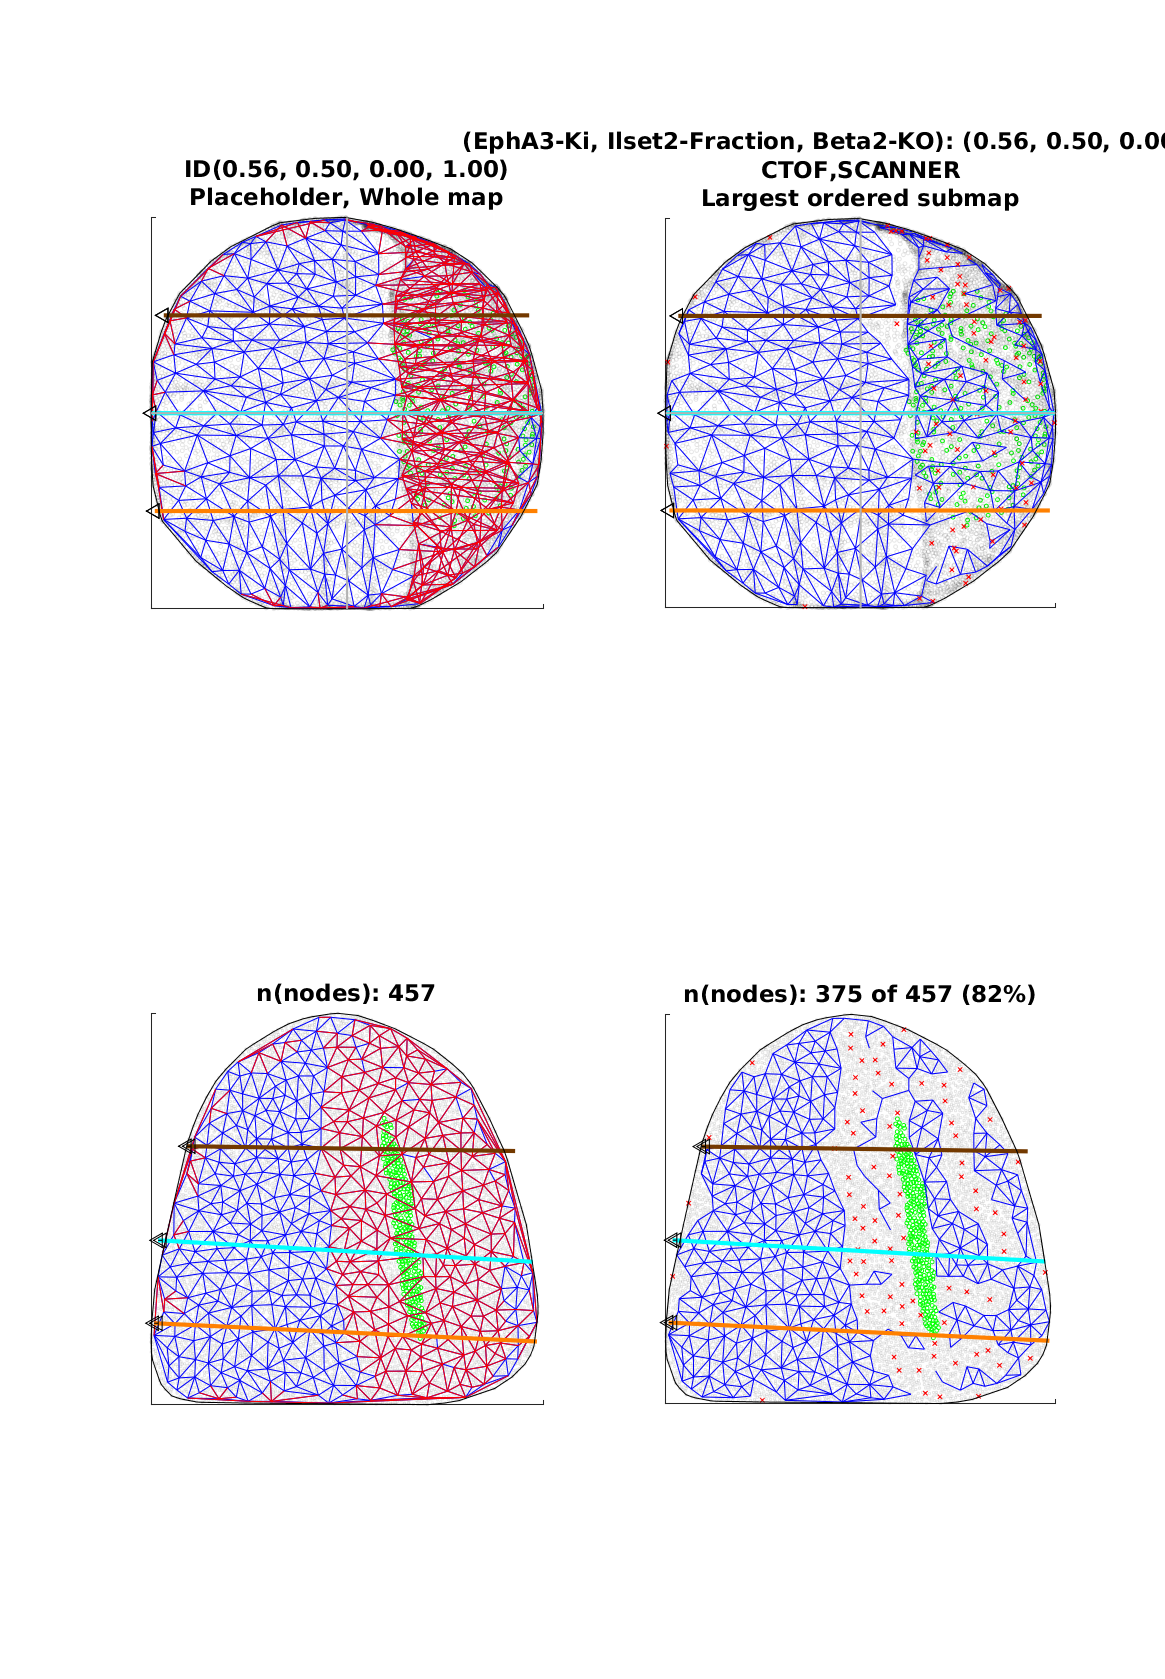 (EphA3-Ki, Ilset2-Fraction, Beta2-KO): (0.56, 0.50, 0.00
ID(0.56, 0.50, 0.00, 1.00)
Placeholder, Whole map
CTOF,SCANNER
Largest ordered submap
n(nodes): 457
n(nodes): 375 of 457 (82%)